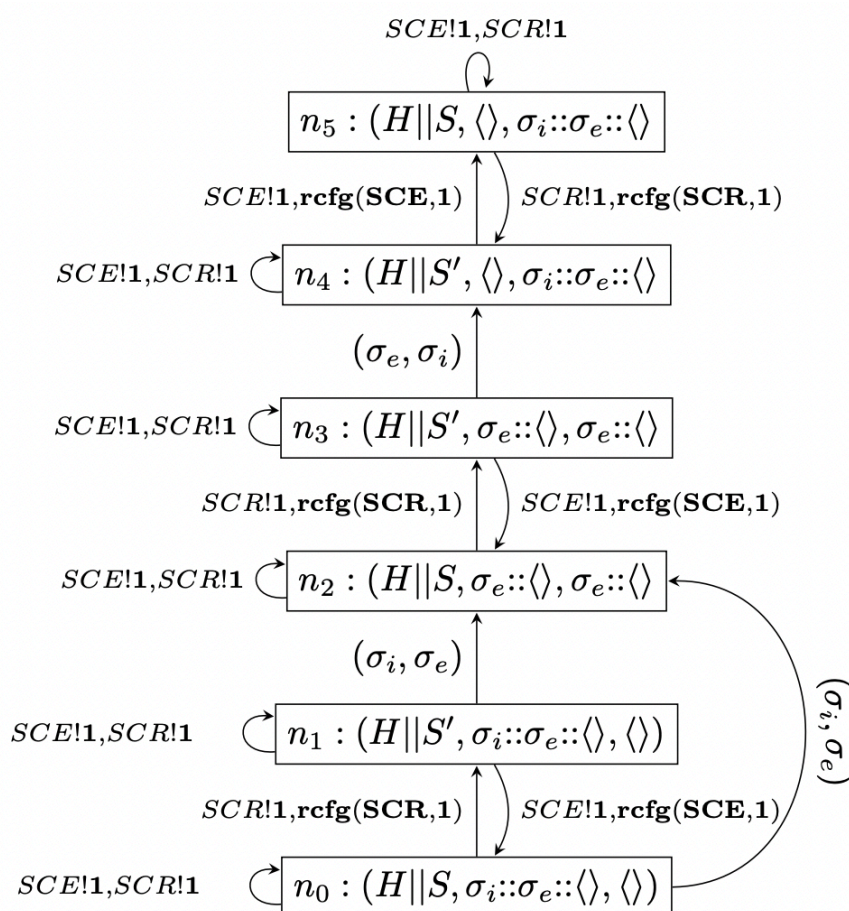 SCE!1,SCR!1
n₅ : (H||S, ⟨⟩, σᵢ::σₑ::⟨⟩
SCE!1,rcfg(SCE,1) SCR!1,rcfg(SCR,1)
SCE!1,SCR!1 n₄ : (H||S′, ⟨⟩, σᵢ::σₑ::⟨⟩
(σₑ, σᵢ)
SCE!1,SCR!1 n₃ : (H||S′, σₑ::⟨⟩, σₑ::⟨⟩
SCR!1,rcfg(SCR,1) SCE!1,rcfg(SCE,1)
SCE!1,SCR!1 n₂ : (H||S, σₑ::⟨⟩, σₑ::⟨⟩
(σᵢ, σₑ)
(σᵢ, σₑ)
SCE!1,SCR!1 n₁ : (H||S′, σᵢ::σₑ::⟨⟩, ⟨⟩)
SCR!1,rcfg(SCR,1) SCE!1,rcfg(SCE,1)
SCE!1,SCR!1 n₀ : (H||S, σᵢ::σₑ::⟨⟩, ⟨⟩)